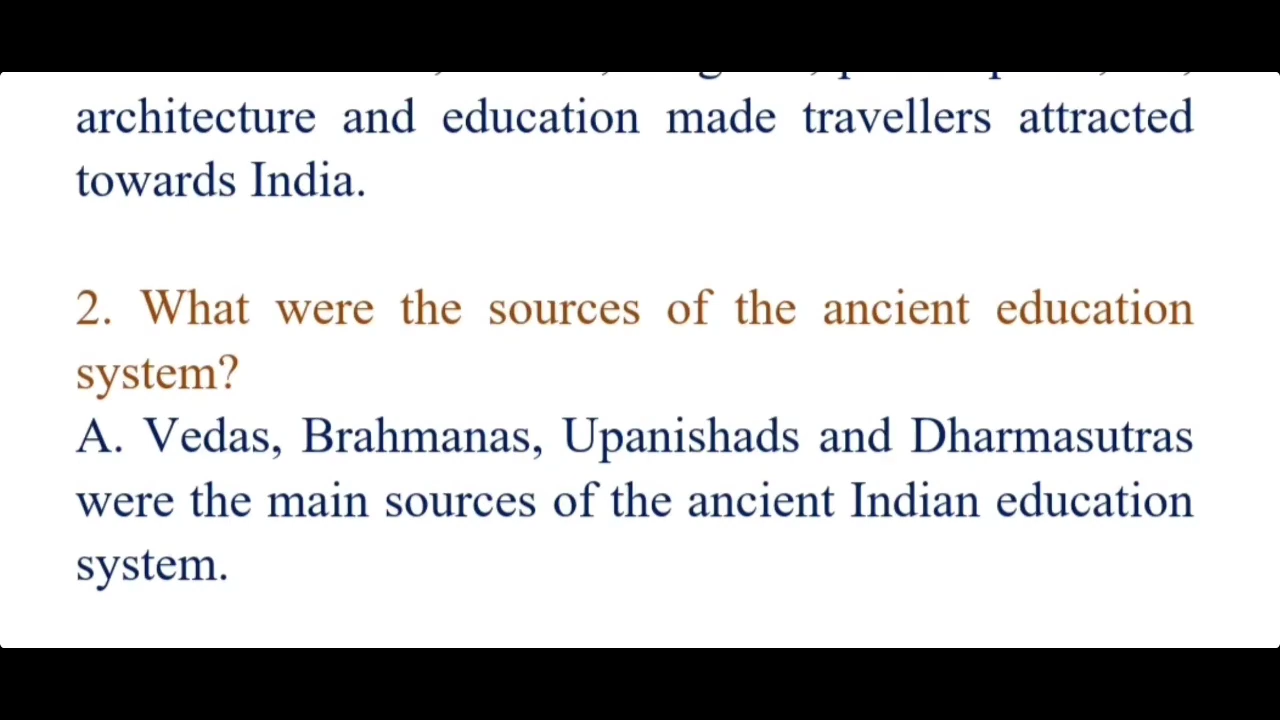 architecture and education made travellers attracted
towards India.
2. What were the sources of the ancient education
system?
A. Vedas, Brahmanas, Upanishads and Dharmasutras
were the main sources of the ancient Indian education
system.